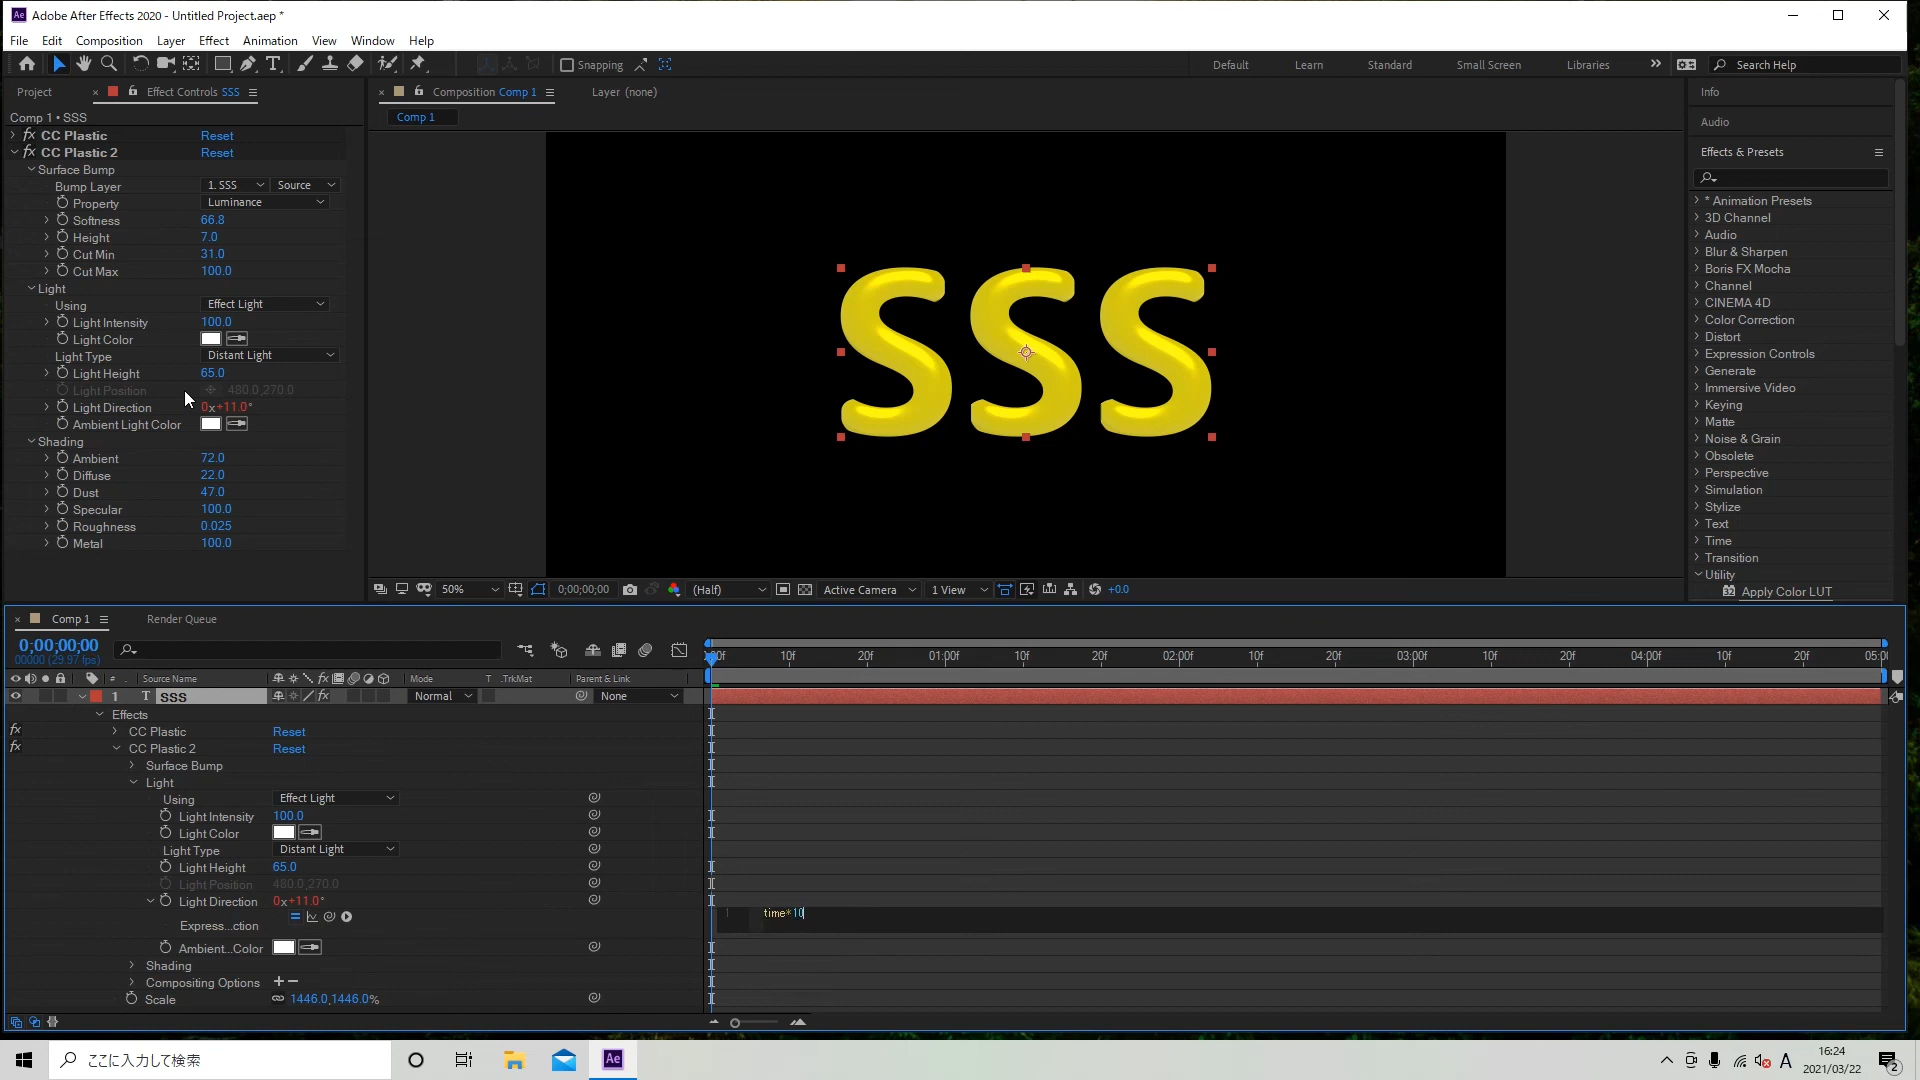 Adobe After Effects 2020 - Untitled Project.aep *
File Edit Composition Layer Effect Animation View Window Help
Snapping Default Learn Standard Small Screen Libraries Search Help
Project Effect Controls SSS
Comp 1 • SSS
CC Plastic Reset
CC Plastic 2 Reset
Surface Bump
Bump Layer 1. SSS Source
Property Luminance
Softness 66.8
Height 7.0
Cut Min 31.0
Cut Max 100.0
Light
Using Effect Light
Light Intensity 100.0
Light Color
Light Type Distant Light
Light Height 65.0
Light Position 480.0,270.0
Light Direction 0x+11.0°
Ambient Light Color
Shading
Ambient 72.0
Diffuse 22.0
Dust 47.0
Specular 100.0
Roughness 0.025
Metal 100.0
Composition Comp 1 Layer (none)
Comp 1
SSS
50% 0;00;00;00 (Half) Active Camera 1 View +0.0
Info
Audio
Effects & Presets
* Animation Presets
3D Channel
Audio
Blur & Sharpen
Boris FX Mocha
Channel
CINEMA 4D
Color Correction
Distort
Expression Controls
Generate
Immersive Video
Keying
Matte
Noise & Grain
Obsolete
Perspective
Simulation
Stylize
Text
Time
Transition
Utility
32 Apply Color LUT
Comp 1 Render Queue
0;00;00;00
00000 (29.97 fps)
:00f 10f 20f 01:00f 10f 20f 02:00f 10f 20f 03:00f 10f 20f 04:00f 10f 20f 05:0
# Source Name Mode T .TrkMat Parent & Link
1 T SSS Normal None
Effects
fx CC Plastic Reset
fx CC Plastic 2 Reset
Surface Bump
Light
Using Effect Light
Light Intensity 100.0
Light Color
Light Type Distant Light
Light Height 65.0
Light Position 480.0,270.0
Light Direction 0x+11.0°
1 time*10
Express...ction
Ambient...Color
Shading
Compositing Options
Scale 1446.0,1446.0%
ここに入力して検索
Ae
A 16:24
2021/03/22
2